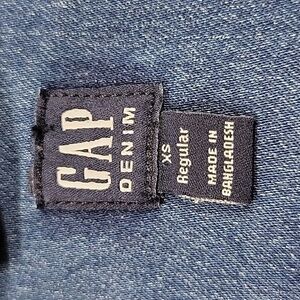 GAP
DENIM
XS
Regular
MADE IN
BANGLADESH